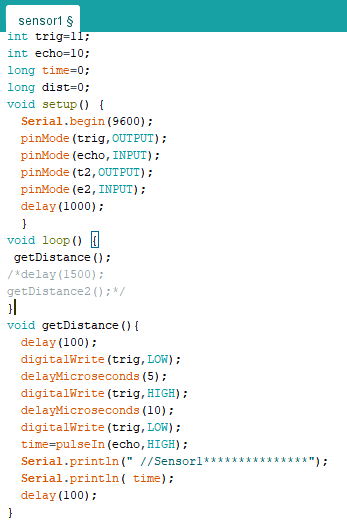 sensor1 §
int trig=11;
int echo=10;
long time=0;
long dist=0;
void setup() {
  Serial.begin(9600);
  pinMode(trig,OUTPUT);
  pinMode(echo,INPUT);
  pinMode(t2,OUTPUT);
  pinMode(e2,INPUT);
  delay(1000);
  }
void loop() {
 getDistance();
/*delay(1500);
getDistance2();*/
}
void getDistance(){
  delay(100);
  digitalWrite(trig,LOW);
  delayMicroseconds(5);
  digitalWrite(trig,HIGH);
  delayMicroseconds(10);
  digitalWrite(trig,LOW);
  time=pulseIn(echo,HIGH);
  Serial.println(" //Sensor1***************");
  Serial.println( time);
  delay(100);
}